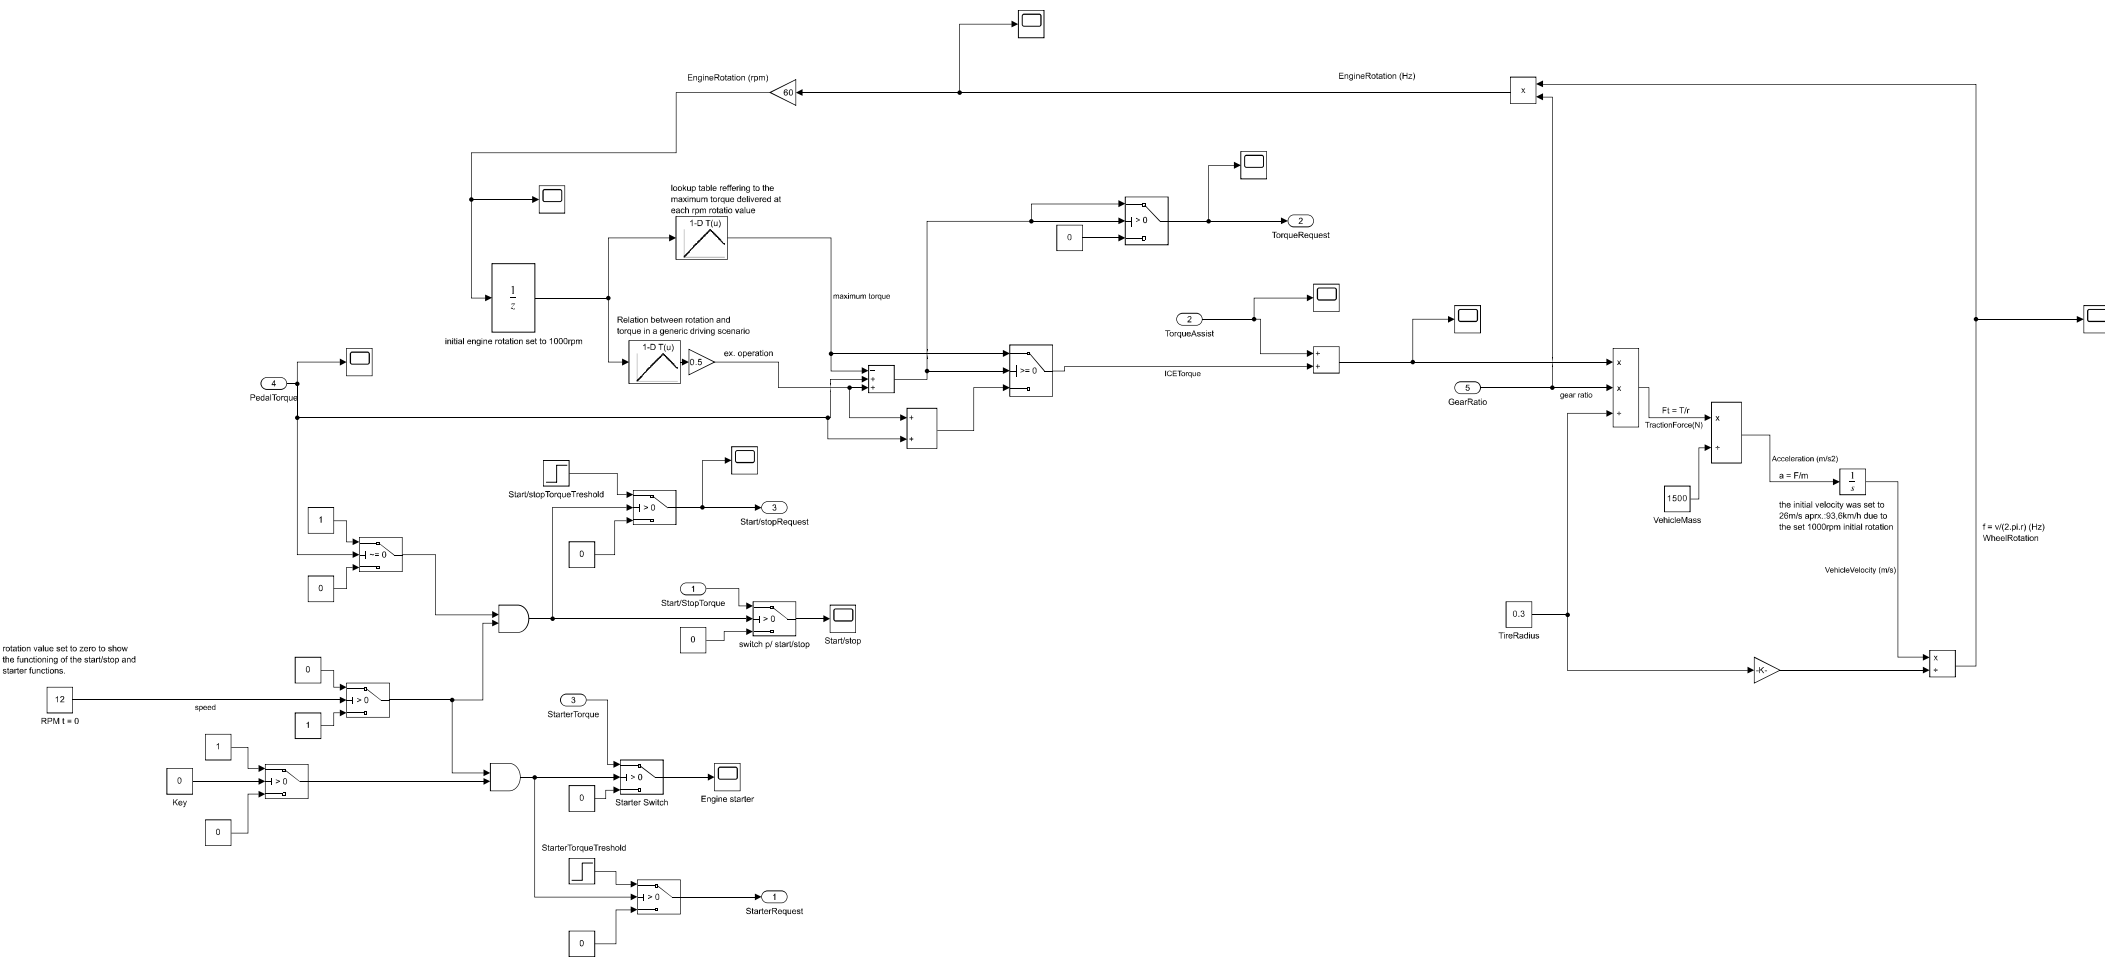 EngineRotation (rpm)
60
EngineRotation (Hz)
x
lookup table reffering to the
maximum torque delivered at
each rpm rotatio value
1-D T(u)
> 0
0
2
TorqueRequest
1
z
initial engine rotation set to 1000rpm
maximum torque
Relation between rotation and
torque in a generic driving scenario
1-D T(u)
0.5
ex. operation
2
TorqueAssist
4
PedalTorque
−
+
+
>= 0
ICETorque
+
+
+
+
5
GearRatio
gear ratio
x
x
÷
Ft = T/r
TractionForce(N)
x
÷
1500
VehicleMass
Acceleration (m/s2)
a = F/m
1
s
the initial velocity was set to
26m/s aprx.:93,6km/h due to
the set 1000rpm initial rotation
f = v/(2.pi.r) (Hz)
WheelRotation
VehicleVelocity (m/s)
0.3
TireRadius
-K-
x
÷
Start/stopTorqueTreshold
> 0
0
3
Start/stopRequest
1
~= 0
0
1
Start/StopTorque
> 0
0
switch p/ start/stop
Start/stop
rotation value set to zero to show
the functioning of the start/stop and
starter functions.
12
RPM t = 0
speed
0
> 0
1
3
StarterTorque
1
0
Key
> 0
0
> 0
0
Starter Switch
Engine starter
StarterTorqueTreshold
> 0
0
1
StarterRequest